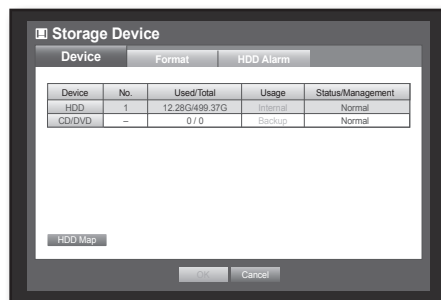 Storage Device
Device Format HDD Alarm
Device No. Used/Total Usage Status/Management
HDD 1 12.28G/499.37G Internal Normal
CD/DVD – 0 / 0 Backup Normal
HDD Map
OK Cancel